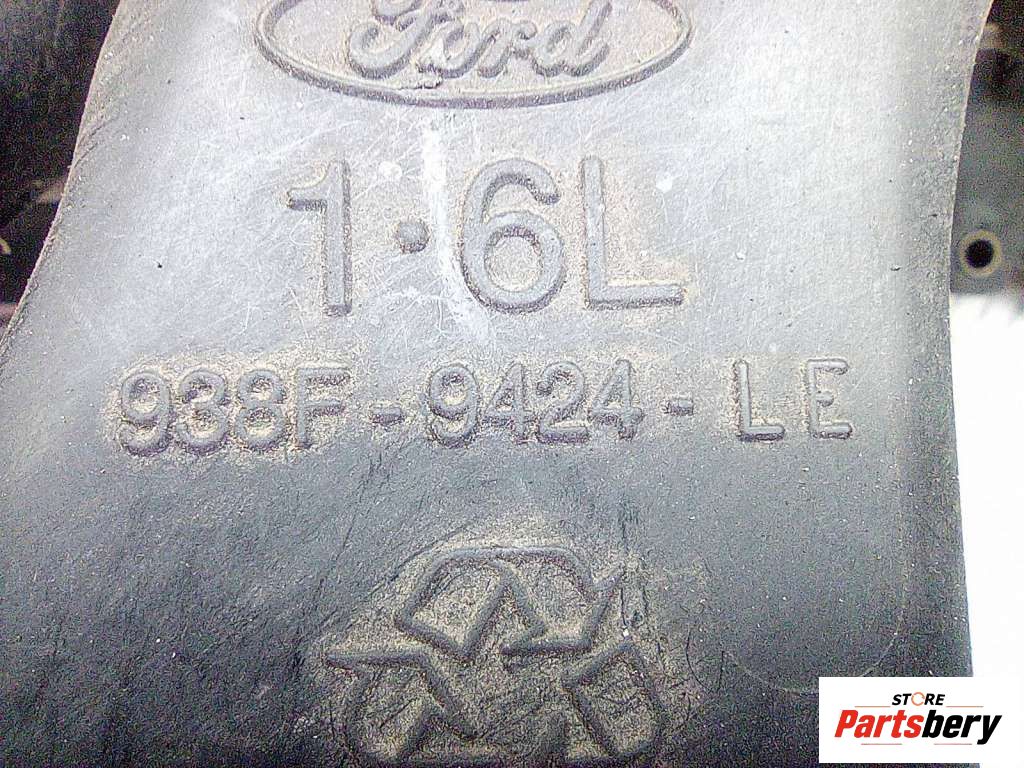 Ford
1.6L
938F-9424-LE
STORE
Partsbery